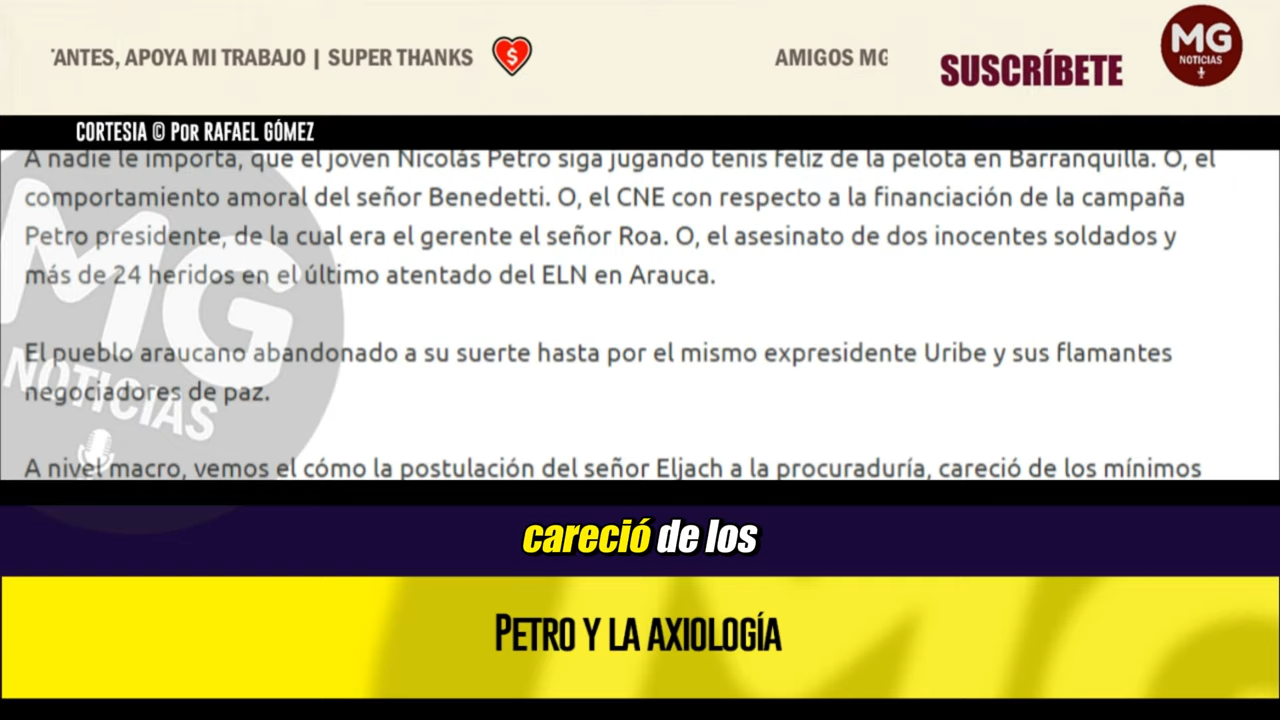 'ANTES, APOYA MI TRABAJO | SUPER THANKS
AMIGOS MG
SUSCRÍBETE
MG
NOTICIAS
CORTESIA © Por RAFAEL GÓMEZ
A nadie le importa, que el joven Nicolás Petro siga jugando tenis feliz de la pelota en Barranquilla. O, el
comportamiento amoral del señor Benedetti. O, el CNE con respecto a la financiación de la campaña
Petro presidente, de la cual era el gerente el señor Roa. O, el asesinato de dos inocentes soldados y
más de 24 heridos en el último atentado del ELN en Arauca.
El pueblo araucano abandonado a su suerte hasta por el mismo expresidente Uribe y sus flamantes
negociadores de paz.
A nivel macro, vemos el cómo la postulación del señor Eljach a la procuraduría, careció de los mínimos
MG
NOTICIAS
careció de los
PETRO Y LA AXIOLOGÍA